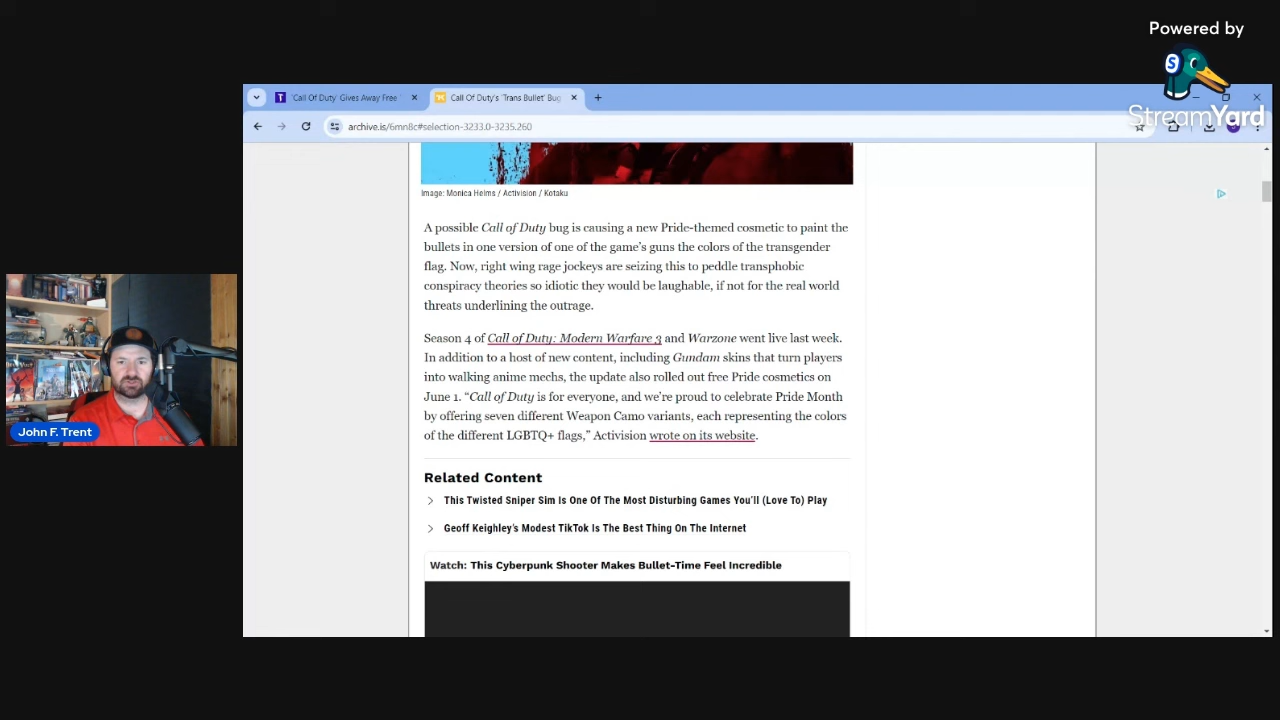 Powered by
S
StreamYard
T 'Call Of Duty' Gives Away Free
Call Of Duty's 'Trans Bullet' Bug
archive.is/6mn8c#selection-3233.0-3235.260
Image: Monica Helms / Activision / Kotaku
A possible Call of Duty bug is causing a new Pride-themed cosmetic to paint the
bullets in one version of one of the game's guns the colors of the transgender
flag. Now, right wing rage jockeys are seizing this to peddle transphobic
conspiracy theories so idiotic they would be laughable, if not for the real world
threats underlining the outrage.
Season 4 of Call of Duty: Modern Warfare 3 and Warzone went live last week.
In addition to a host of new content, including Gundam skins that turn players
into walking anime mechs, the update also rolled out free Pride cosmetics on
June 1. “Call of Duty is for everyone, and we’re proud to celebrate Pride Month
by offering seven different Weapon Camo variants, each representing the colors
of the different LGBTQ+ flags,” Activision wrote on its website.
Related Content
This Twisted Sniper Sim Is One Of The Most Disturbing Games You'll (Love To) Play
Geoff Keighley's Modest TikTok Is The Best Thing On The Internet
Watch: This Cyberpunk Shooter Makes Bullet-Time Feel Incredible
John F. Trent